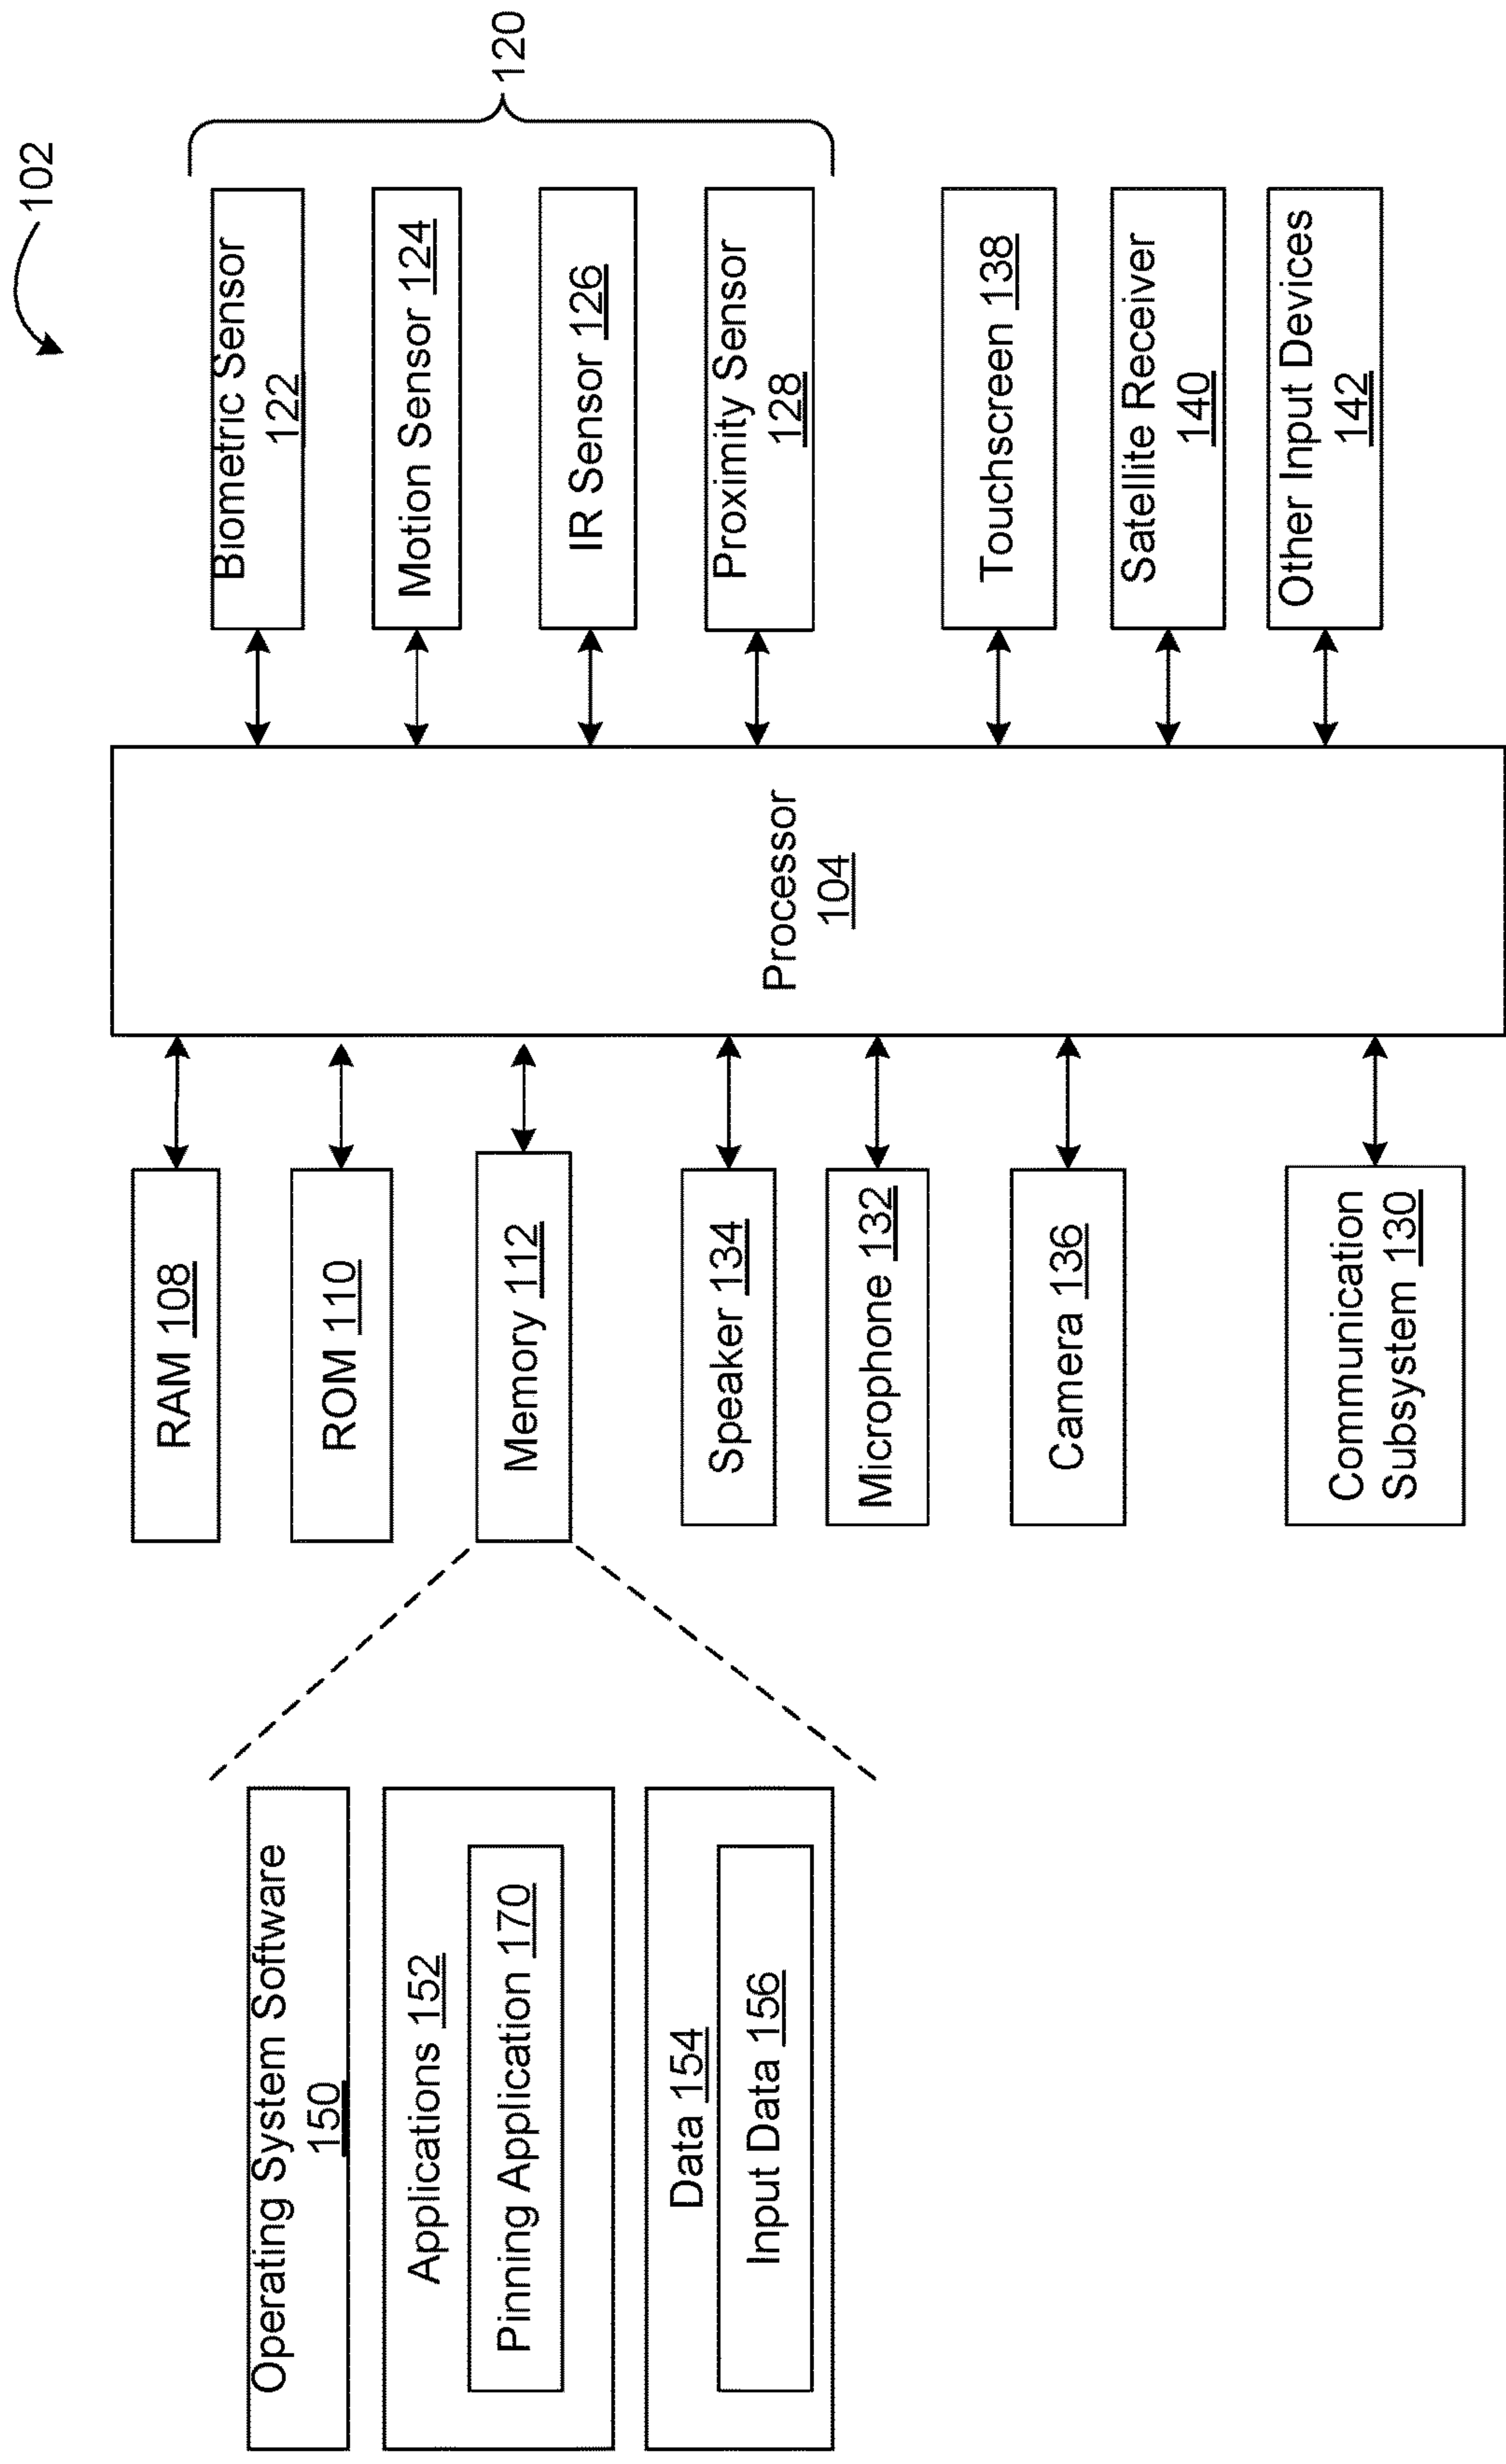 102
Operating System Software
150
Applications 152
Pinning Application 170
Data 154
Input Data 156
RAM 108
ROM 110
Memory 112
Speaker 134
Microphone 132
Camera 136
Communication
Subsystem 130
Processor
104
Biometric Sensor
122
Motion Sensor 124
IR Sensor 126
Proximity Sensor
128
120
Touchscreen 138
Satellite Receiver
140
Other Input Devices
142